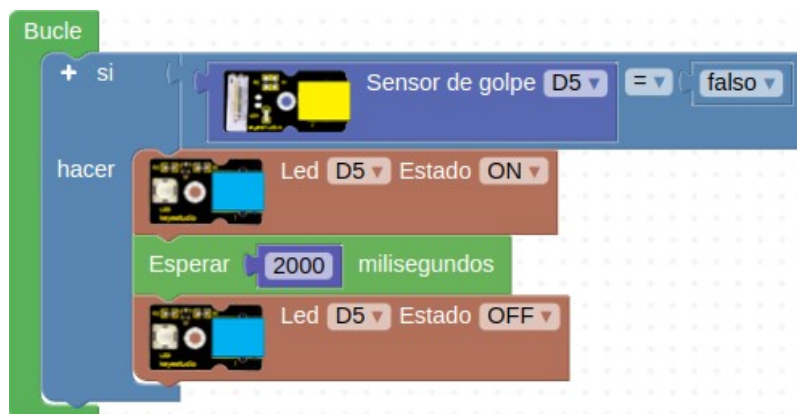 Bucle
si Sensor de golpe D5 = falso
hacer Led D5 Estado ON
Esperar 2000 milisegundos
Led D5 Estado OFF